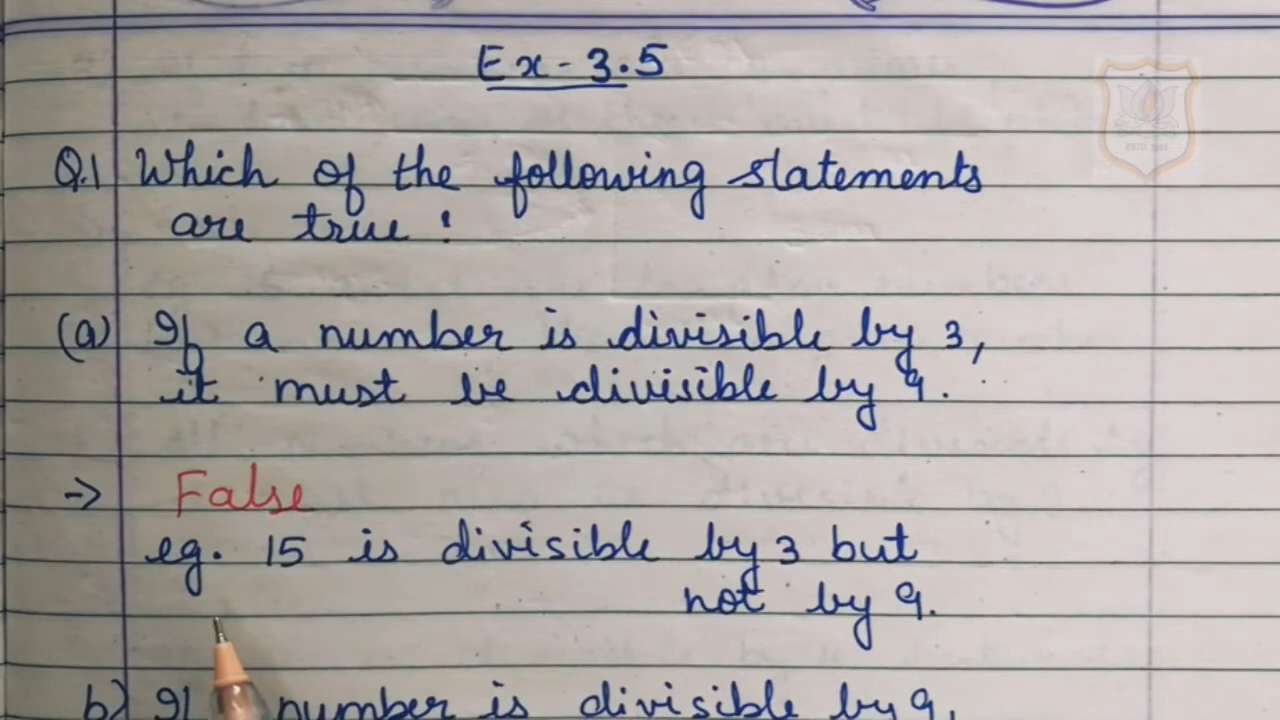 Ex - 3.5
Q.1 Which of the following statements
are true :
(a) If a number is divisible by 3,
it must be divisible by 9.
→ False
eg. 15 is divisible by 3 but
not by 9.
b) If number is divisible by 9,
ESTD.